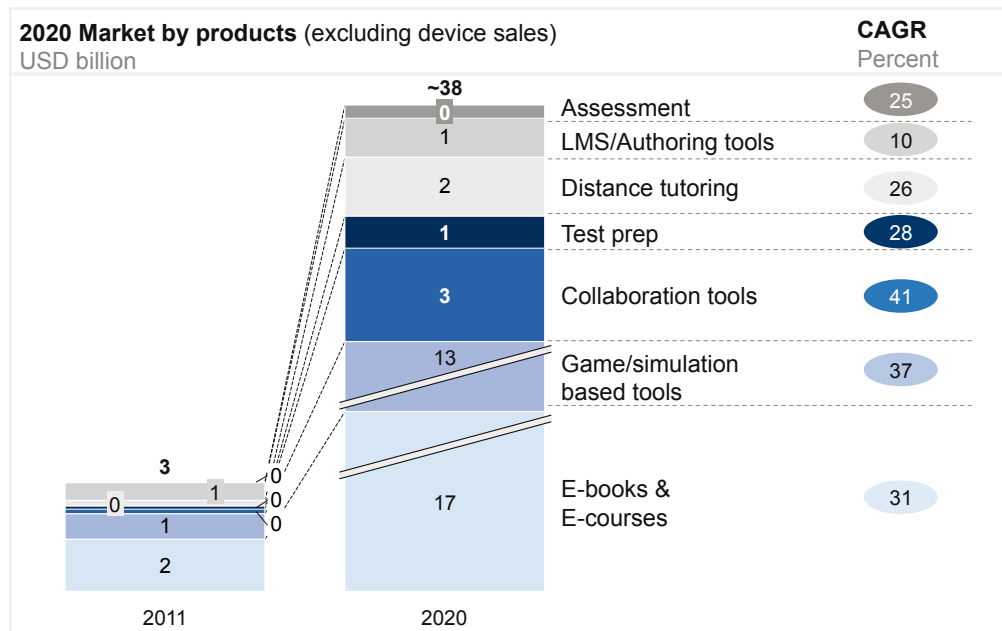 2020 Market by products (excluding device sales)
USD billion
CAGR
Percent
~38
0
Assessment
25
1
LMS/Authoring tools
10
2
Distance tutoring
26
1
Test prep
28
3
Collaboration tools
41
13
Game/simulation
based tools
37
17
E-books &
E-courses
31
3
0
1
0
0
0
1
2
2011
2020